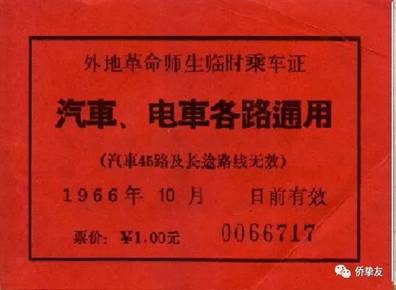 外地革命师生临时乘车证
汽車、电車各路通用
(汽車45路及长途路线无效)
1966年 10 月 日前有效
票价: ¥1.00元 0066717
侨挚友